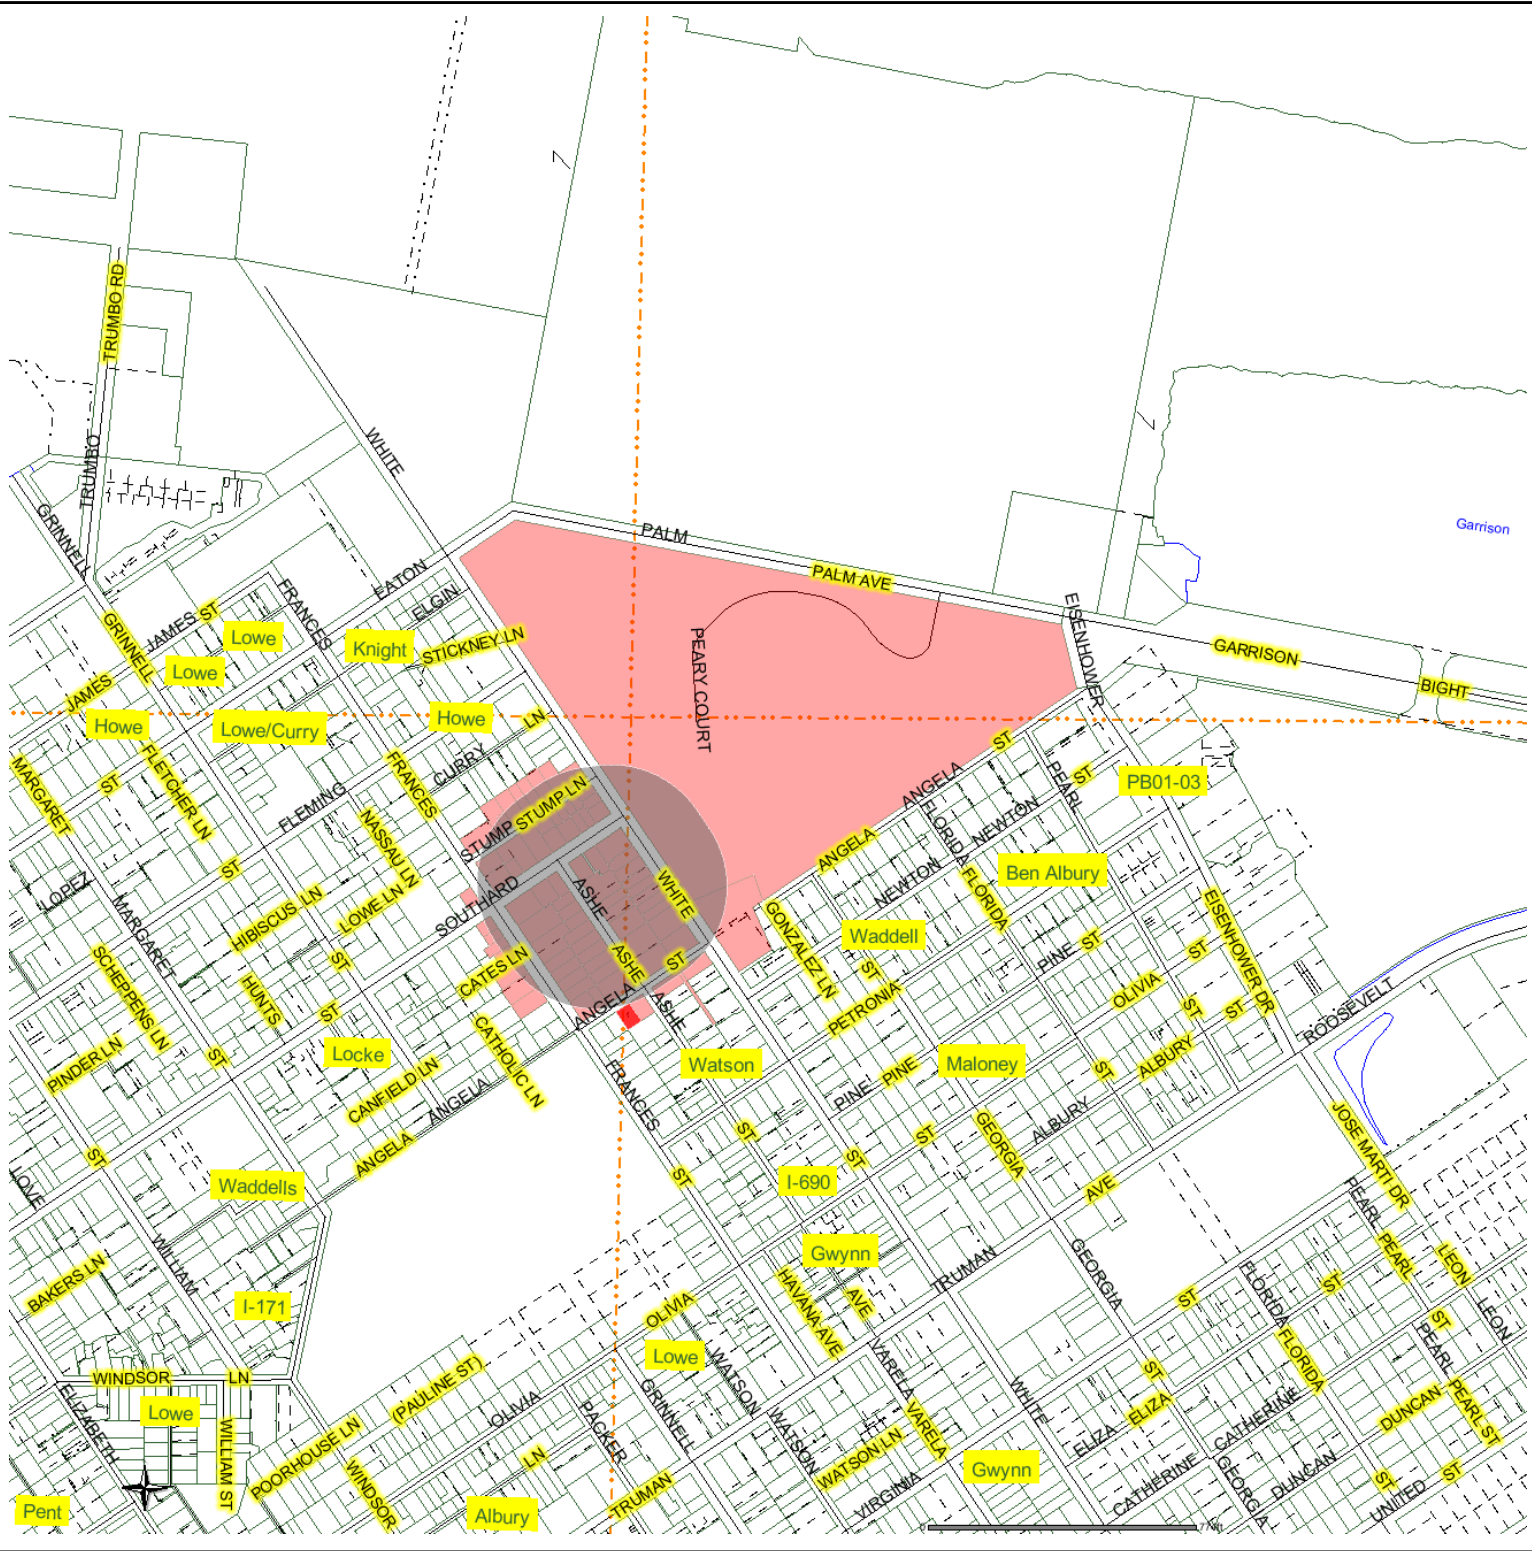 TRUMBO RD
WHITE
TRUMBO
GRINNELL
Garrison
PALM
PALM AVE
EATON
ELGIN
FRANCES
JAMES ST
GRINNELL
Lowe
Knight
STICKNEY LN
PEARY COURT
EISENHOWER
GARRISON
BIGHT
Lowe
JAMES
Howe
Lowe/Curry
Howe
LN
CURRY
ST
ANGELA
PEARL
ST
PB01-03
MARGARET
ST
FLETCHER LN
FLEMING
FRANCES
NASSAU LN
STUMP
STUMP LN
ANGELA
FLORIDA
NEWTON
NEWTON
FLORIDA
Ben Albury
LOPEZ
ST
MARGARET
HIBISCUS LN
LOWE LN
SOUTHARD
ASHE
WHITE
GONZALEZ LN
Waddell
EISENHOWER DR
SCHEPPENS LN
HUNTS
ST
ST
CATES LN
ASHE
ST
ST
PETRONIA
PINE
ST
ST
OLIVIA
ST
ST
ROOSEVELT
PINDER LN
ST
Locke
CANFIELD LN
CATHOLIC LN
ANGELA
ASHE
Watson
PINE
PINE
Maloney
ST
ALBURY
ALBURY
ANGELA
ANGELA
FRANCES
ST
ST
ST
GEORGIA
JOSE MARTI DR
LOVE
ST
Waddells
ST
I-690
AVE
PEARL
WILLIAM
BAKERS LN
I-171
Gwynn
HAVANA AVE
AVE
TRUMAN
GEORGIA
ST
FLORIDA
ST
PEARL
LEON
LEON
OLIVIA
Lowe
WATSON
VARELA
ST
FLORIDA
ST
PEARL
WINDSOR
LN
ELIZABETH
Lowe
WILLIAM ST
POORHOUSE LN
(PAULINE ST)
OLIVIA
PACKER
GRINNELL
WATSON
VARELA
WATSON LN
WHITE
ELIZA
ELIZA
CATHERINE
DUNCAN
PEARL ST
WINDSOR
LN
TRUMAN
VIRGINIA
Gwynn
CATHERINE
GEORGIA
DUNCAN
ST
ST
UNITED
Pent
Albury